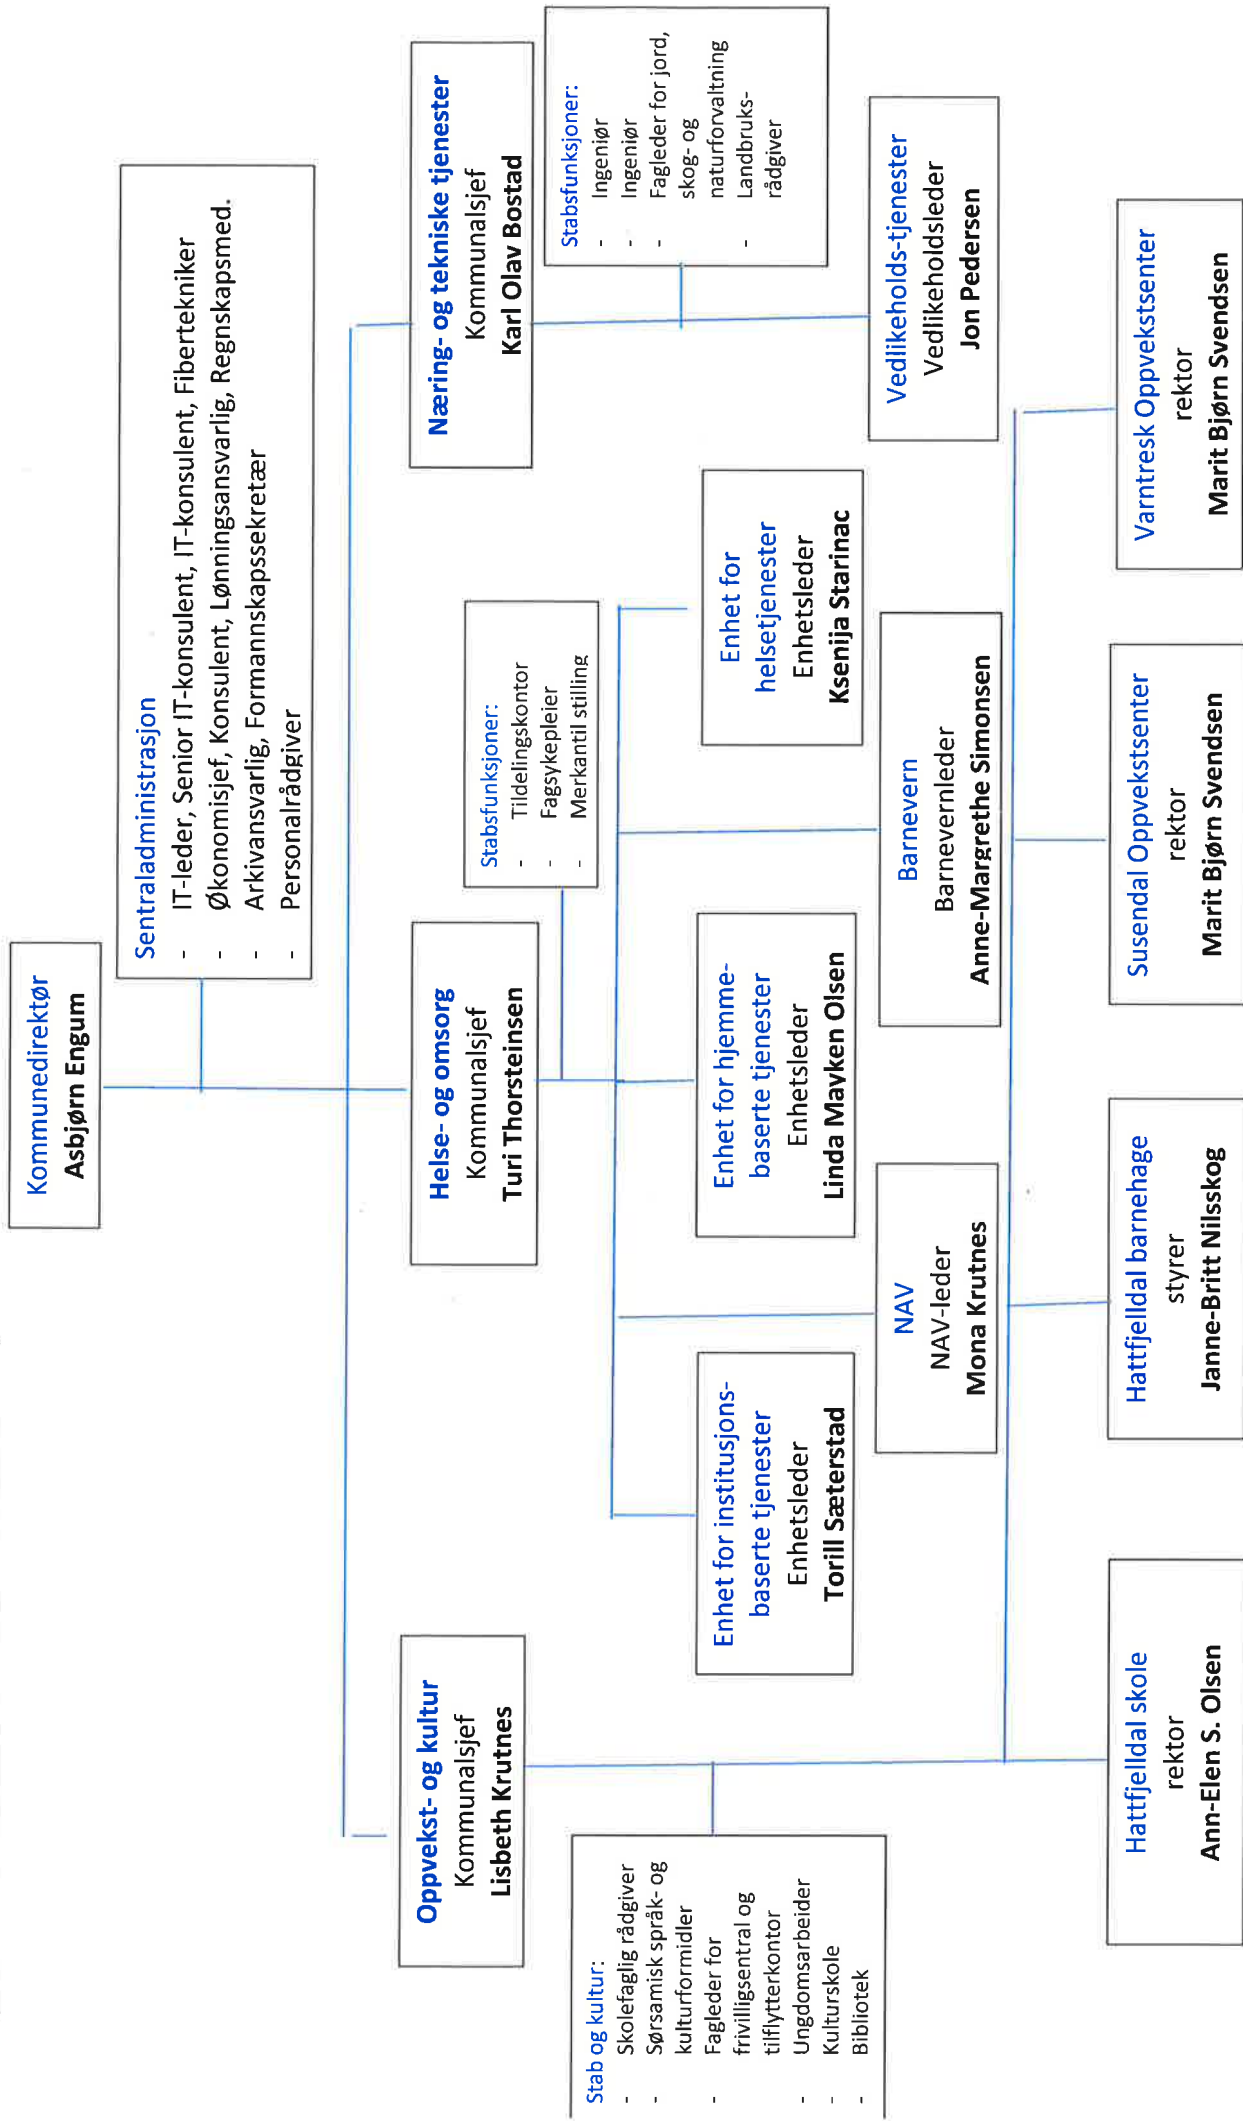 Kommunedirektør
Asbjørn Engum
Sentraladministrasjon
- IT-leder, Senior IT-konsulent, IT-konsulent, Fibertekniker
- Økonomisjef, Konsulent, Lønningsansvarlig, Regnskapsmed.
- Arkivansvarlig, Formannskapssekretær
- Personalrådgiver
Oppvekst- og kultur
Kommunalsjef
Lisbeth Krutnes
Helse- og omsorg
Kommunalsjef
Turi Thorsteinsen
Næring- og tekniske tjenester
Kommunalsjef
Karl Olav Bostad
Stab og kultur:
- Skolefaglig rådgiver
- Sørsamisk språk- og
kulturformidler
- Fagleder for
frivilligsentral og
tilflytterkontor
- Ungdomsarbeider
- Kulturskole
- Bibliotek
Stabsfunksjoner:
- Tildelingskontor
- Fagsykepleier
- Merkantil stilling
Stabsfunksjoner:
- Ingeniør
- Ingeniør
- Fagleder for jord,
skog- og
naturforvaltning
- Landbruks-
rådgiver
Enhet for institusjons-
baserte tjenester
Enhetsleder
Torill Sæterstad
Enhet for hjemme-
baserte tjenester
Enhetsleder
Linda Mayken Olsen
Enhet for
helsetjenester
Enhetsleder
Ksenija Starinac
NAV
NAV-leder
Mona Krutnes
Barnevern
Barnevernleder
Anne-Margrethe Simonsen
Vedlikeholds-tjenester
Vedlikeholdsleder
Jon Pedersen
Hattfjelldal skole
rektor
Ann-Elen S. Olsen
Hattfjelldal barnehage
styrer
Janne-Britt Nilsskog
Susendal Oppvekstsenter
rektor
Marit Bjørn Svendsen
Varntresk Oppvekstsenter
rektor
Marit Bjørn Svendsen